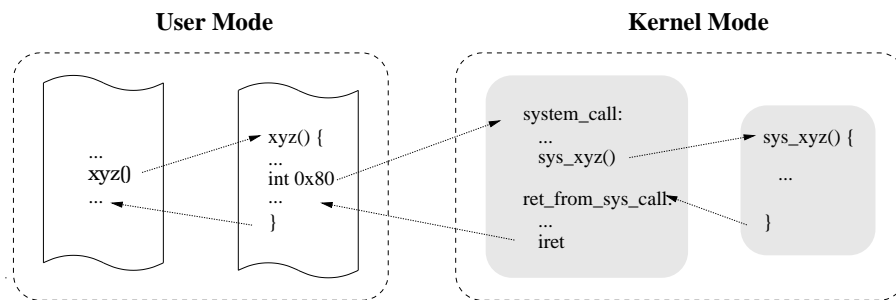 User Mode
Kernel Mode
...
xyz()
...
xyz() {
...
int 0x80
...
}
system_call:
...
sys_xyz()
ret_from_sys_call:
...
iret
sys_xyz() {
...
}